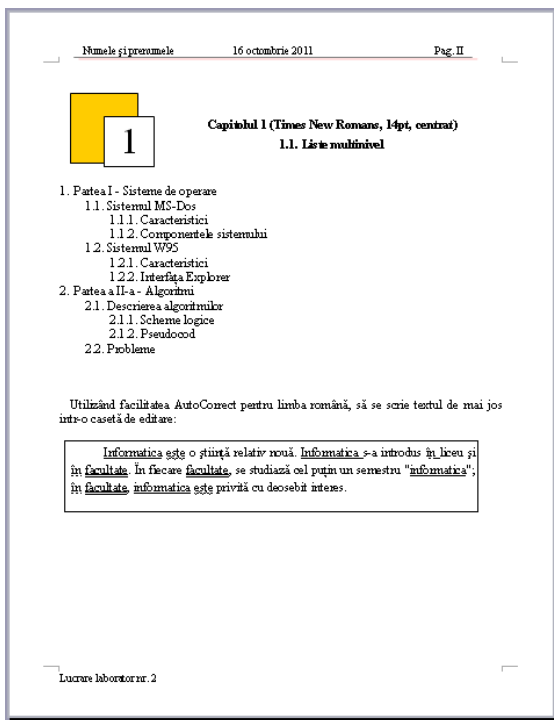 Numele și prenumele 16 octombrie 2011 Pag. II
1
Capitolul 1 (Times New Romans, 14pt, centrat)
1.1. Liste multinivel
1. Partea I - Sisteme de operare
1.1. Sistemul MS-Dos
1.1.1. Caracteristici
1.1.2. Componentele sistemului
1.2. Sistemul W95
1.2.1. Caracteristici
1.2.2. Interfața Explorer
2. Partea a II-a - Algoritmi
2.1. Descrierea algoritmilor
2.1.1. Scheme logice
2.1.2. Pseudocod
2.2. Probleme
Utilizând facilitatea AutoCorrect pentru limba română, să se scrie textul de mai jos
intr-o casetă de editare:
Informatica este o știință relativ nouă. Informatica s-a introdus în liceu și
în facultate. În fiecare facultate, se studiază cel puțin un semestru "informatica";
în facultate, informatica este privită cu deosebit interes.
Lucrare laborator nr. 2